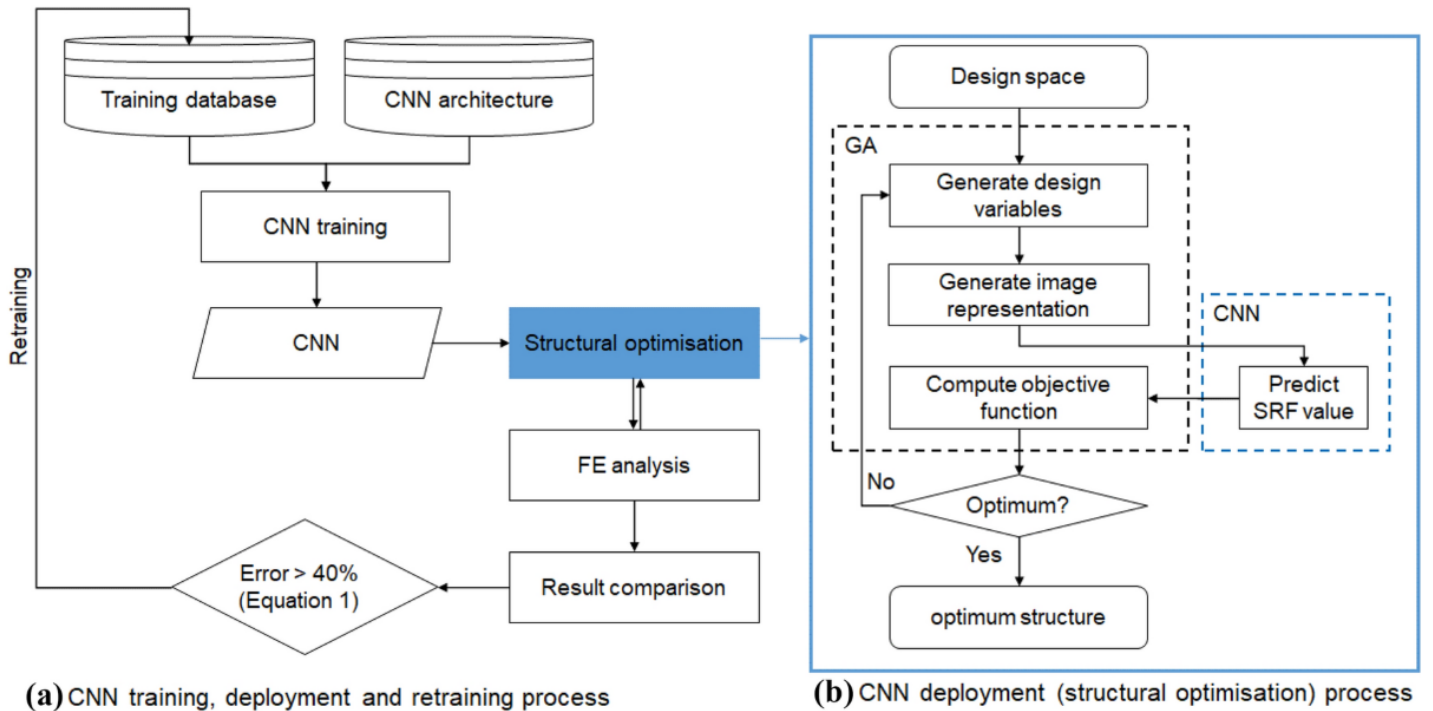 Training database
CNN architecture
CNN training
CNN
Structural optimisation
FE analysis
Result comparison
Error > 40%
(Equation 1)
Retraining
(a) CNN training, deployment and retraining process
Design space
GA
Generate design
variables
Generate image
representation
CNN
Predict
SRF value
Compute objective
function
No
Optimum?
Yes
optimum structure
(b) CNN deployment (structural optimisation) process